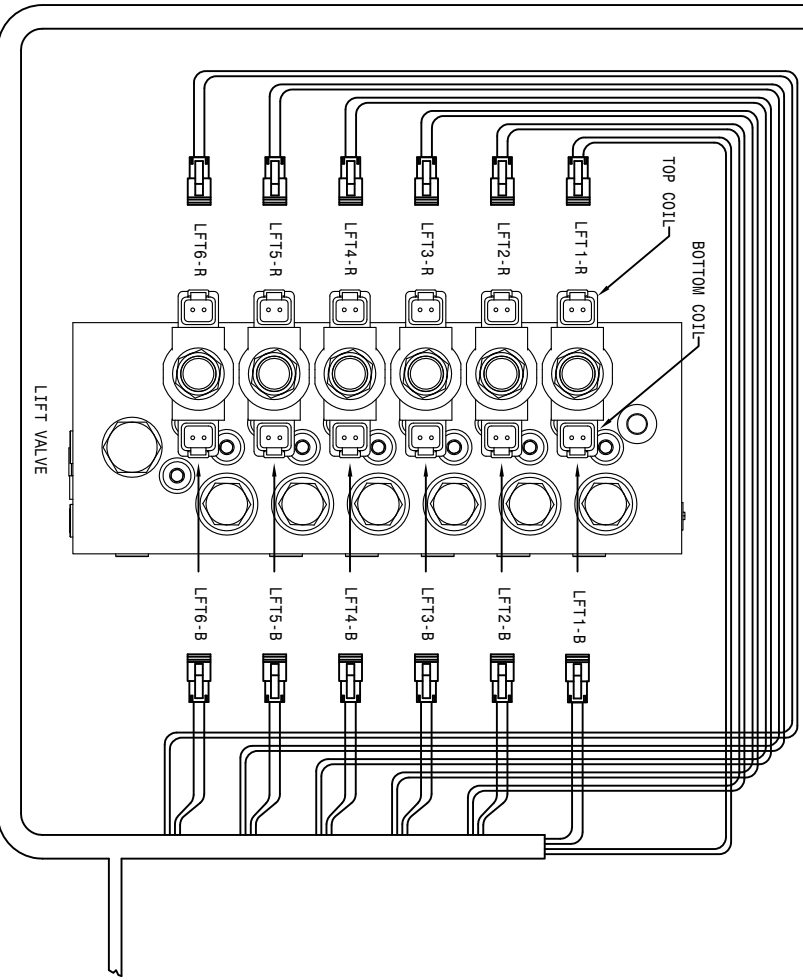 TOP COIL
BOTTOM COIL
LFT6-R
LFT5-R
LFT4-R
LFT3-R
LFT2-R
LFT1-R
LIFT VALVE
LFT6-B
LFT5-B
LFT4-B
LFT3-B
LFT2-B
LFT1-B